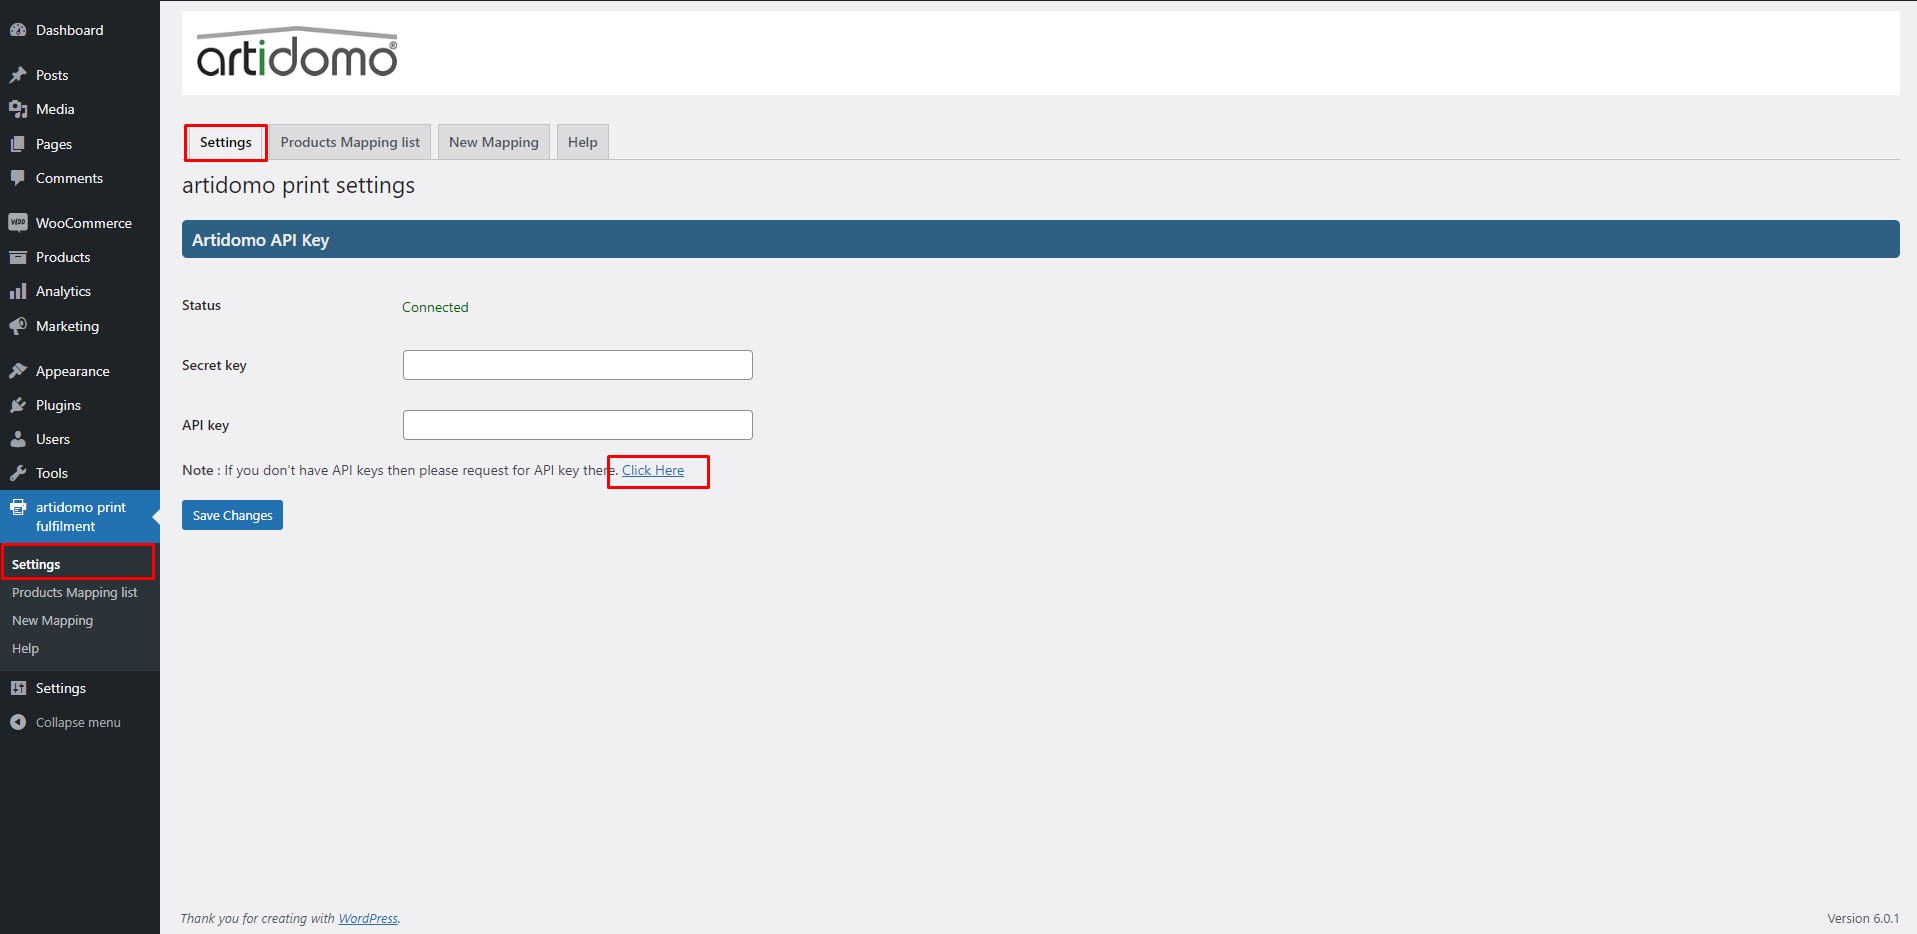 Dashboard
Posts
Media
Pages
Comments
WooCommerce
Products
Analytics
Marketing
Appearance
Plugins
Users
Tools
artidomo print
fulfilment
Settings
Products Mapping list
New Mapping
Help
Settings
Collapse menu
artidomo®
Settings Products Mapping list New Mapping Help
artidomo print settings
Artidomo API Key
Status Connected
Secret key
API key
Note : If you don't have API keys then please request for API key there. Click Here
Save Changes
Thank you for creating with WordPress. Version 6.0.1